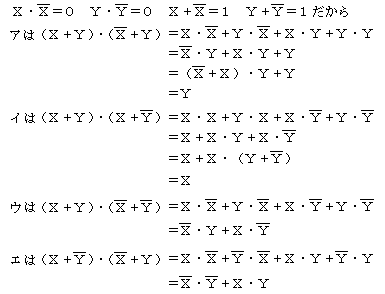 X・X̅＝0　Y・Y̅＝0　X＋X̅＝1　Y＋Y̅＝1だから
アは(X＋Y)・(X̅＋Y)＝X・X̅＋Y・X̅＋X・Y＋Y・Y
＝X̅・Y＋X・Y＋Y
＝(X̅＋X)・Y＋Y
＝Y
イは(X＋Y)・(X＋Y̅)＝X・X＋Y・X＋X・Y̅＋Y・Y̅
＝X＋X・Y＋X・Y̅
＝X＋X・(Y＋Y̅)
＝X
ウは(X＋Y)・(X̅＋Y̅)＝X・X̅＋Y・X̅＋X・Y̅＋Y・Y̅
＝X̅・Y＋X・Y̅
エは(X＋Y̅)・(X̅＋Y)＝X・X̅＋Y̅・X̅＋X・Y＋Y̅・Y
＝X̅・Y̅＋X・Y